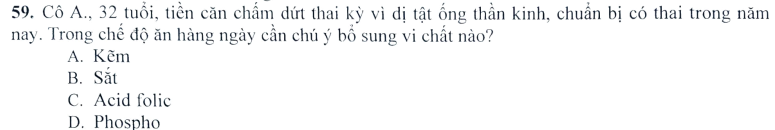 59. Cô A., 32 tuổi, tiền căn chấm dứt thai kỳ vì dị tật ống thần kinh, chuẩn bị có thai trong năm
nay. Trong chế độ ăn hàng ngày cần chú ý bổ sung vi chất nào?
A. Kẽm
B. Sắt
C. Acid folic
D. Phospho